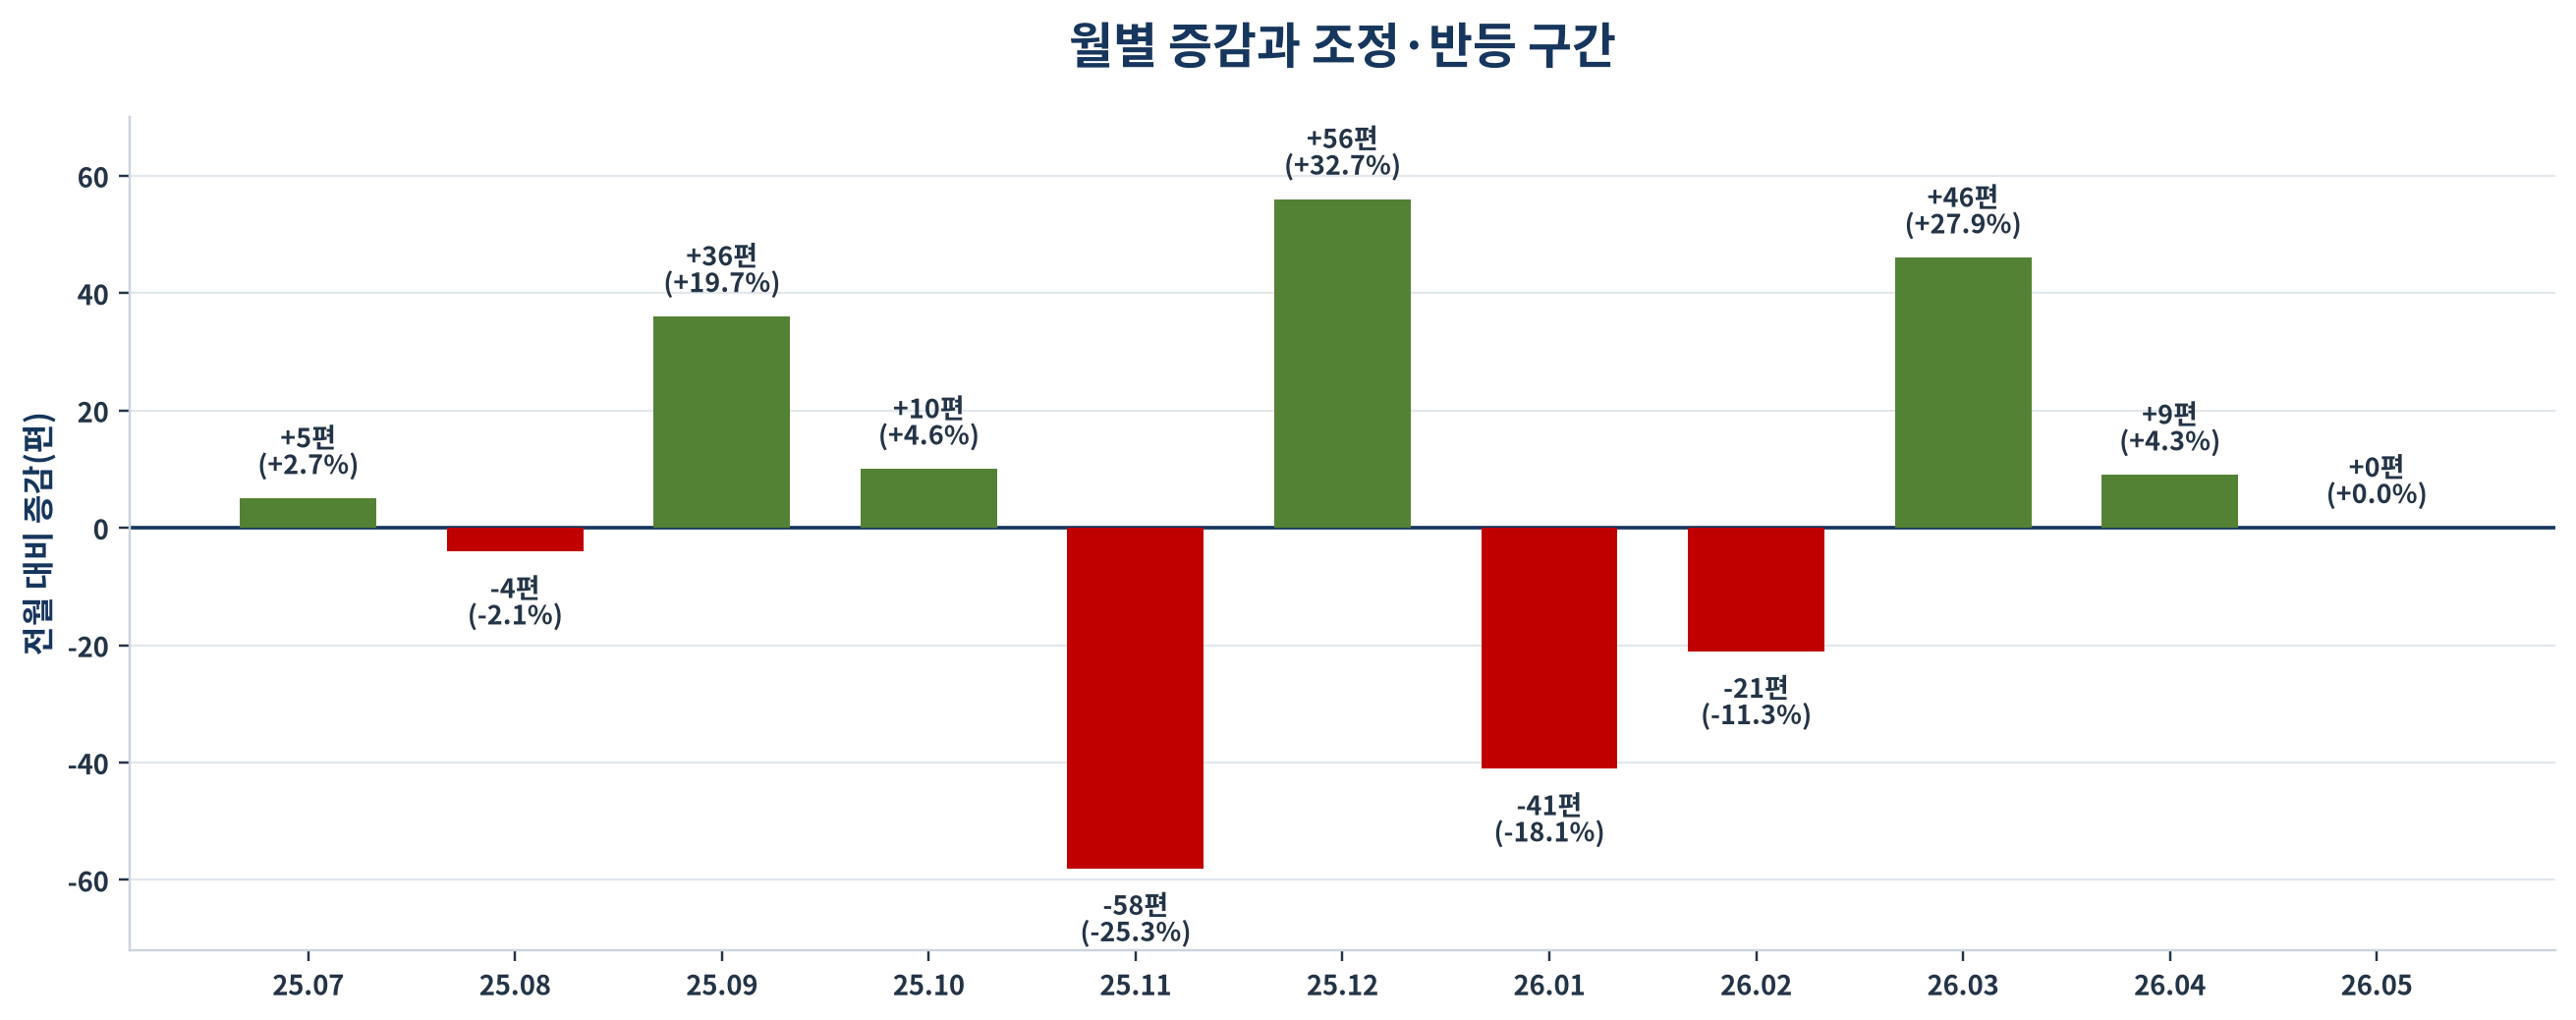 월별 증감과 조정·반등 구간
전월 대비 증감(편)
60
40
20
0
-20
-40
-60
+5편
(+2.7%)
-4편
(-2.1%)
+36편
(+19.7%)
+10편
(+4.6%)
-58편
(-25.3%)
+56편
(+32.7%)
-41편
(-18.1%)
-21편
(-11.3%)
+46편
(+27.9%)
+9편
(+4.3%)
+0편
(+0.0%)
25.07
25.08
25.09
25.10
25.11
25.12
26.01
26.02
26.03
26.04
26.05